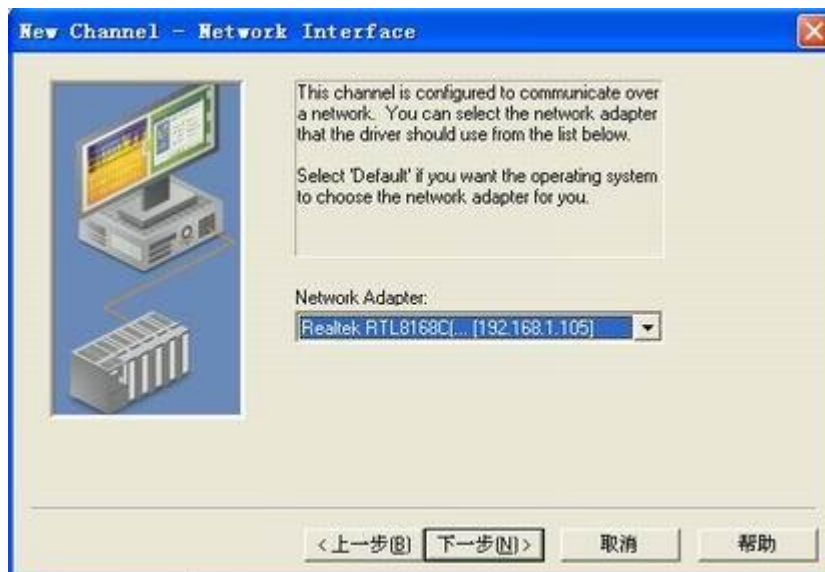 New Channel - Network Interface
This channel is configured to communicate over
a network. You can select the network adapter
that the driver should use from the list below.
Select 'Default' if you want the operating system
to choose the network adapter for you.
Network Adapter:
Realtek RTL8168C(... [192.168.1.105]
<上一步(B) 下一步(N)> 取消 帮助